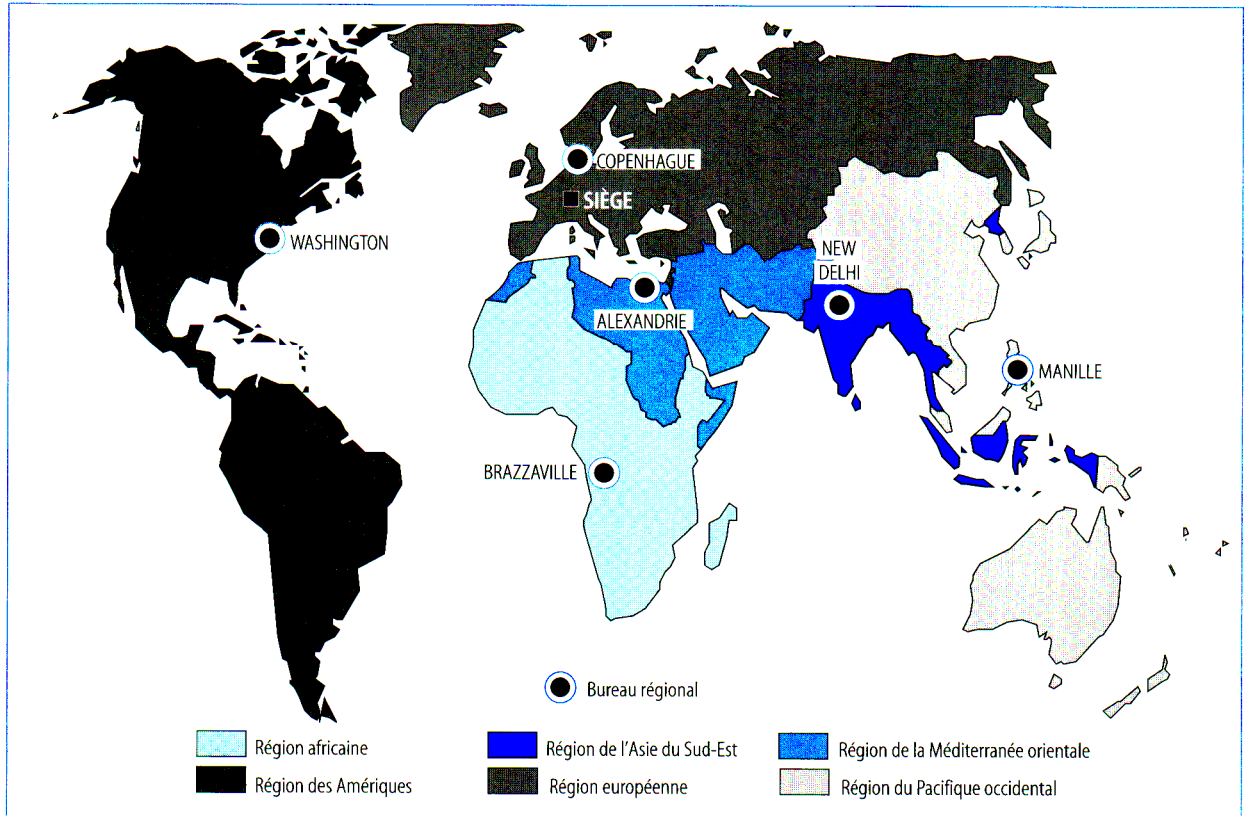 COPENHAGUE
SIÈGE
WASHINGTON
NEW
DELHI
ALEXANDRIE
MANILLE
BRAZZAVILLE
Bureau régional
Région africaine
Région de l'Asie du Sud-Est
Région de la Méditerranée orientale
Région des Amériques
Région européenne
Région du Pacifique occidental